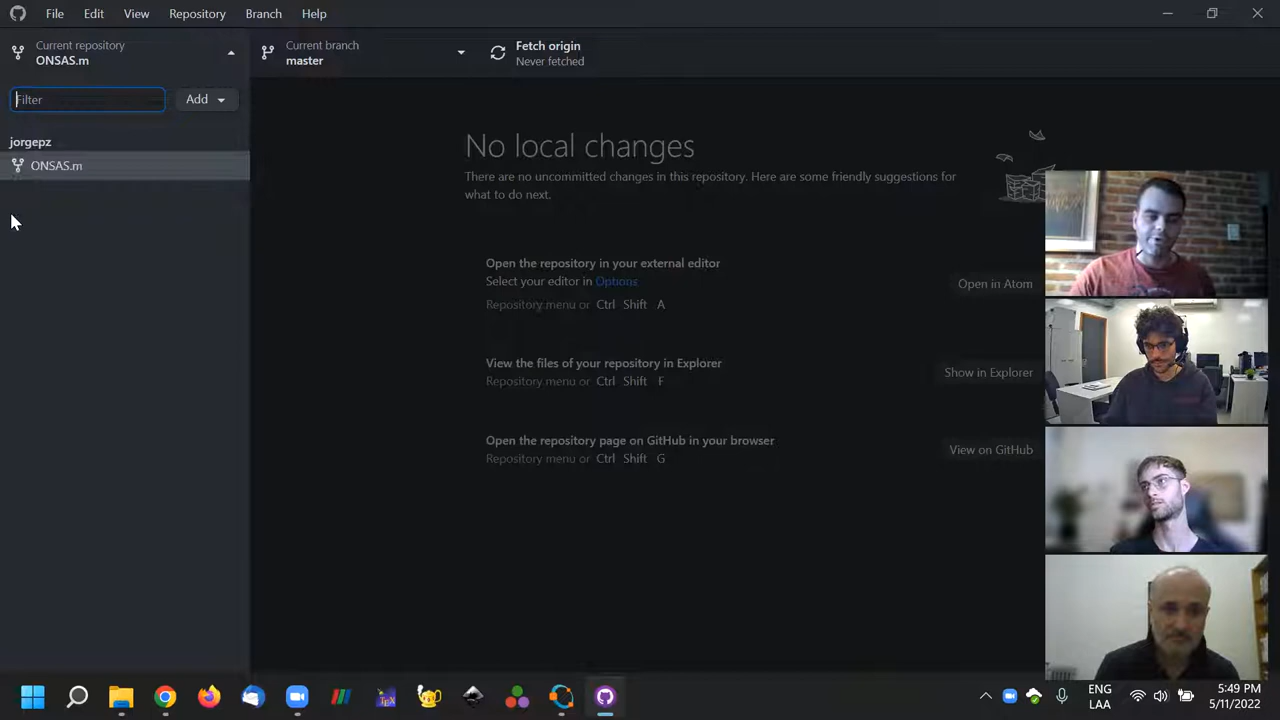 File Edit View Repository Branch Help
Current repository
ONSAS.m
Current branch
master
Fetch origin
Never fetched
Filter
Add
jorgepz
ONSAS.m
No local changes
There are no uncommitted changes in this repository. Here are some friendly suggestions for
what to do next.
Open the repository in your external editor
Select your editor in Options
Repository menu or Ctrl Shift A
Open in Atom
View the files of your repository in Explorer
Repository menu or Ctrl Shift F
Show in Explorer
Open the repository page on GitHub in your browser
Repository menu or Ctrl Shift G
View on GitHub
ENG
LAA
5:49 PM
5/11/2022